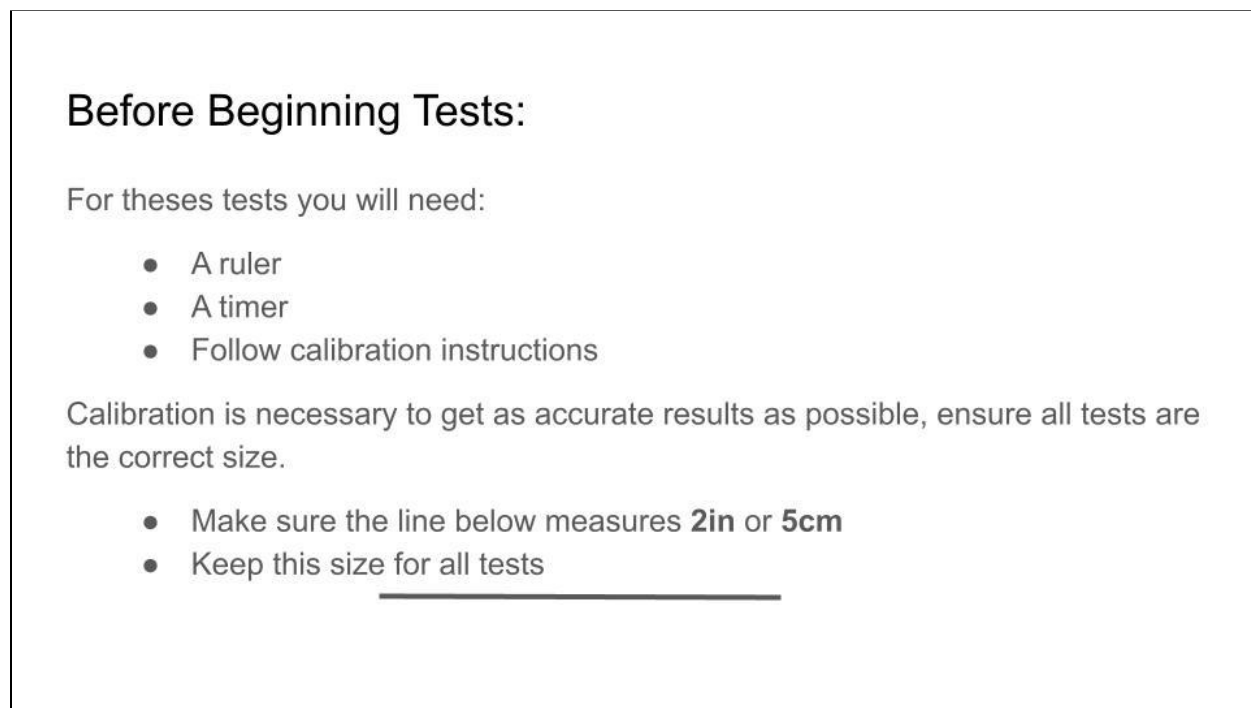 Before Beginning Tests:
For theses tests you will need:
● A ruler
● A timer
● Follow calibration instructions
Calibration is necessary to get as accurate results as possible, ensure all tests are
the correct size.
● Make sure the line below measures 2in or 5cm
● Keep this size for all tests